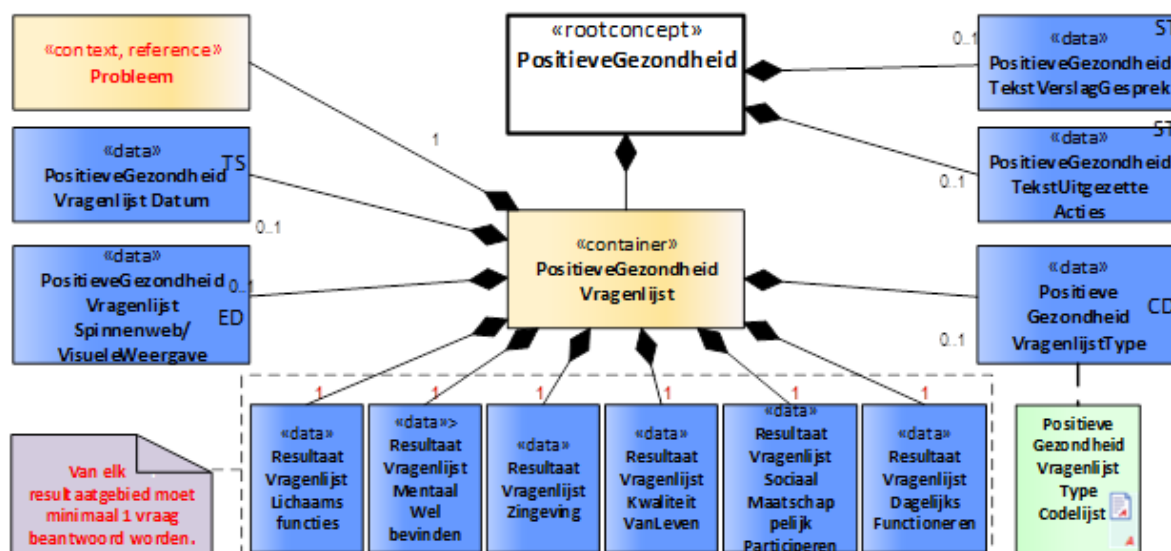 «context, reference»
Probleem
«rootconcept»
PositieveGezondheid
0..1
ST
«data»
PositieveGezondheid
TekstVerslagGesprek
1
«data»
TS
PositieveGezondheid
Vragenlijst Datum
0..1
ST
«data»
PositieveGezondheid
TekstUitgezette
Acties
0..1
«data»
PositieveGezondheid
Vragenlijst
Spinnenweb/
VisueleWeergave
0..1
ED
«container»
PositieveGezondheid
Vragenlijst
«data»
Positieve
Gezondheid
VragenlijstType
CD
0..1
1
1
1
1
1
1
Van elk
resultaatgebied moet
minimaal 1 vraag
beantwoord worden.
«data»
Resultaat
Vragenlijst
Lichaams
functies
«data»>
Resultaat
Vragenlijst
Mentaal
Wel
bevinden
«data»
Resultaat
Vragenlijst
Zingeving
«data»
Resultaat
Vragenlijst
Kwaliteit
VanLeven
«data»
Resultaat
Vragenlijst
Sociaal
Maatschap
pelijk
Participeren
«data»
Resultaat
Vragenlijst
Dagelijks
Functioneren
Positieve
Gezondheid
Vragenlijst
Type
Codelijst